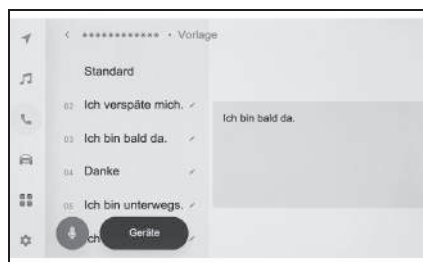 ‹ ************ • Vorlage
Standard
02 Ich verspäte mich.
03 Ich bin bald da.
04 Danke
05 Ich bin unterwegs.
Ich bin bald da.
Geräte